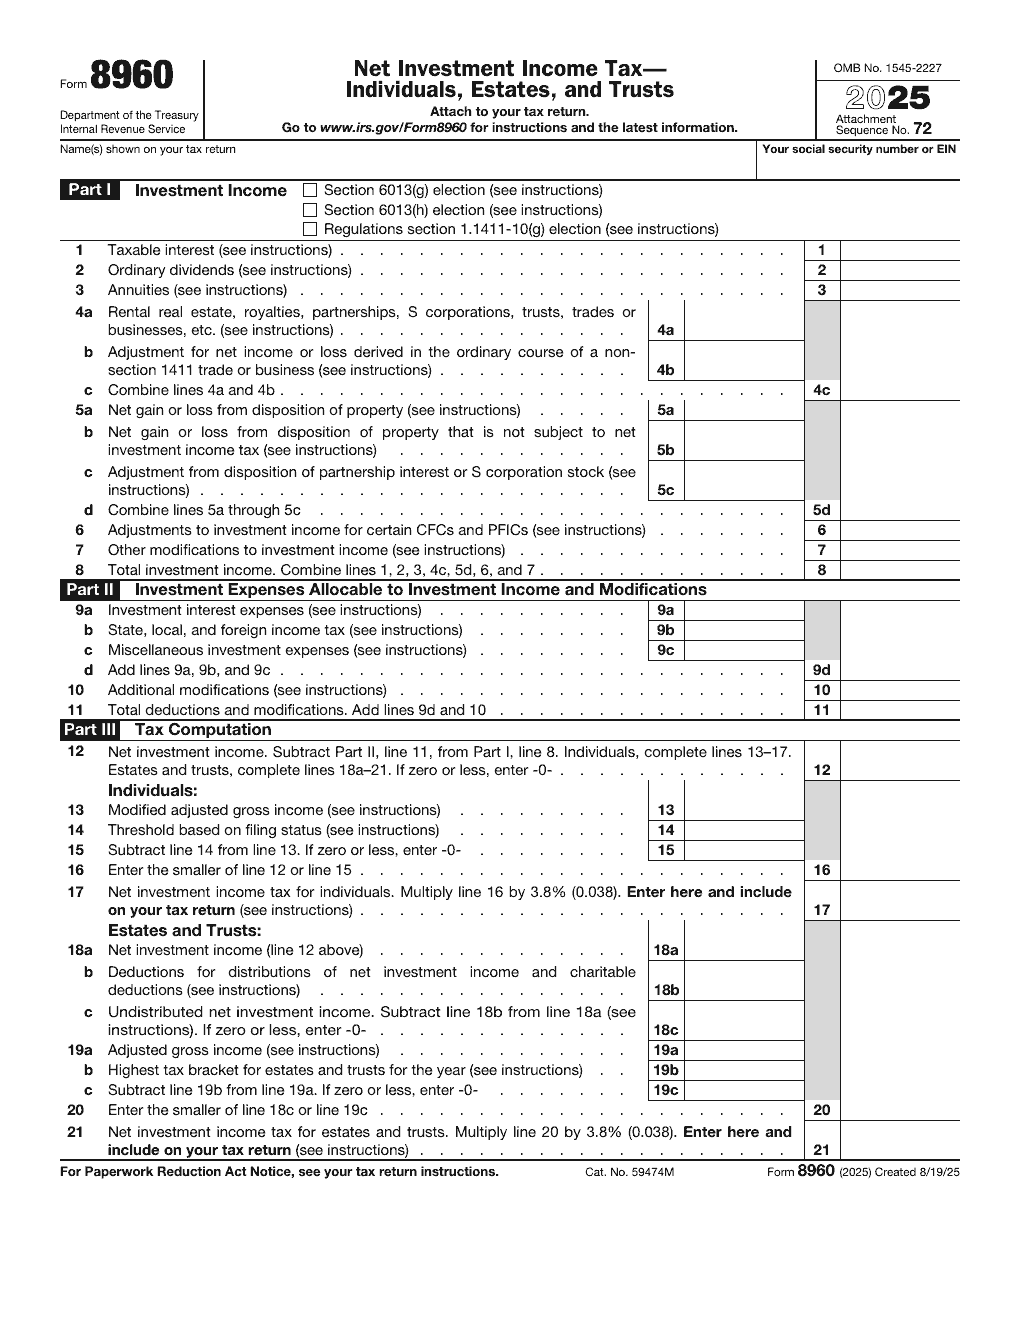 Form 8960
Department of the Treasury
Internal Revenue Service
Net Investment Income Tax—
Individuals, Estates, and Trusts
Attach to your tax return.
Go to www.irs.gov/Form8960 for instructions and the latest information.
OMB No. 1545-2227
2025
Attachment
Sequence No. 72
Name(s) shown on your tax return
Your social security number or EIN
Part I Investment Income
Section 6013(g) election (see instructions)
Section 6013(h) election (see instructions)
Regulations section 1.1411-10(g) election (see instructions)
1 Taxable interest (see instructions) . . . . . . . . . . . . . . . . . . . . . . . 1
2 Ordinary dividends (see instructions) . . . . . . . . . . . . . . . . . . . . . . 2
3 Annuities (see instructions) . . . . . . . . . . . . . . . . . . . . . . . . . 3
4a Rental real estate, royalties, partnerships, S corporations, trusts, trades or
businesses, etc. (see instructions) . . . . . . . . . . . . . . . 4a
b Adjustment for net income or loss derived in the ordinary course of a non-
section 1411 trade or business (see instructions) . . . . . . . . . . 4b
c Combine lines 4a and 4b . . . . . . . . . . . . . . . . . . . . . . . . . . 4c
5a Net gain or loss from disposition of property (see instructions) . . . . . 5a
b Net gain or loss from disposition of property that is not subject to net
investment income tax (see instructions) . . . . . . . . . . . . 5b
c Adjustment from disposition of partnership interest or S corporation stock (see
instructions) . . . . . . . . . . . . . . . . . . . . . . 5c
d Combine lines 5a through 5c . . . . . . . . . . . . . . . . . . . . . . . . 5d
6 Adjustments to investment income for certain CFCs and PFICs (see instructions) . . . . . . . 6
7 Other modifications to investment income (see instructions) . . . . . . . . . . . . . . 7
8 Total investment income. Combine lines 1, 2, 3, 4c, 5d, 6, and 7 . . . . . . . . . . . . . 8
Part II Investment Expenses Allocable to Investment Income and Modifications
9a Investment interest expenses (see instructions) . . . . . . . . . . 9a
b State, local, and foreign income tax (see instructions) . . . . . . . . 9b
c Miscellaneous investment expenses (see instructions) . . . . . . . . 9c
d Add lines 9a, 9b, and 9c . . . . . . . . . . . . . . . . . . . . . . . . . . 9d
10 Additional modifications (see instructions) . . . . . . . . . . . . . . . . . . . . 10
11 Total deductions and modifications. Add lines 9d and 10 . . . . . . . . . . . . . . 11
Part III Tax Computation
12 Net investment income. Subtract Part II, line 11, from Part I, line 8. Individuals, complete lines 13–17.
Estates and trusts, complete lines 18a–21. If zero or less, enter -0- . . . . . . . . . . . . 12
Individuals:
13 Modified adjusted gross income (see instructions) . . . . . . . . . 13
14 Threshold based on filing status (see instructions) . . . . . . . . . 14
15 Subtract line 14 from line 13. If zero or less, enter -0- . . . . . . . . 15
16 Enter the smaller of line 12 or line 15 . . . . . . . . . . . . . . . . . . . . . . 16
17 Net investment income tax for individuals. Multiply line 16 by 3.8% (0.038). Enter here and include
on your tax return (see instructions) . . . . . . . . . . . . . . . . . . . . . . 17
Estates and Trusts:
18a Net investment income (line 12 above) . . . . . . . . . . . . . 18a
b Deductions for distributions of net investment income and charitable
deductions (see instructions) . . . . . . . . . . . . . . . . 18b
c Undistributed net investment income. Subtract line 18b from line 18a (see
instructions). If zero or less, enter -0- . . . . . . . . . . . . . 18c
19a Adjusted gross income (see instructions) . . . . . . . . . . . . 19a
b Highest tax bracket for estates and trusts for the year (see instructions) . . 19b
c Subtract line 19b from line 19a. If zero or less, enter -0- . . . . . . . 19c
20 Enter the smaller of line 18c or line 19c . . . . . . . . . . . . . . . . . . . . . 20
21 Net investment income tax for estates and trusts. Multiply line 20 by 3.8% (0.038). Enter here and
include on your tax return (see instructions) . . . . . . . . . . . . . . . . . . . 21
For Paperwork Reduction Act Notice, see your tax return instructions.
Cat. No. 59474M
Form 8960 (2025) Created 8/19/25